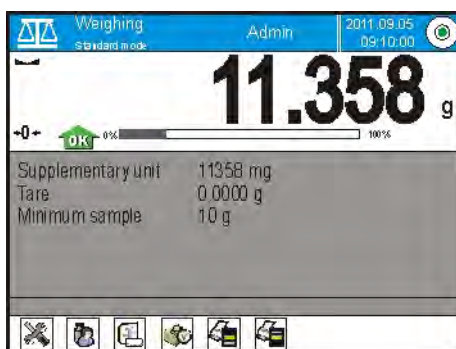 Weighing Admin 2011.09.05
Standard mode 09:10:00
11.358 g
+0+ OK 0% 100%
Supplementary unit 11358 mg
Tare 0.0000 g
Minimum sample 10 g